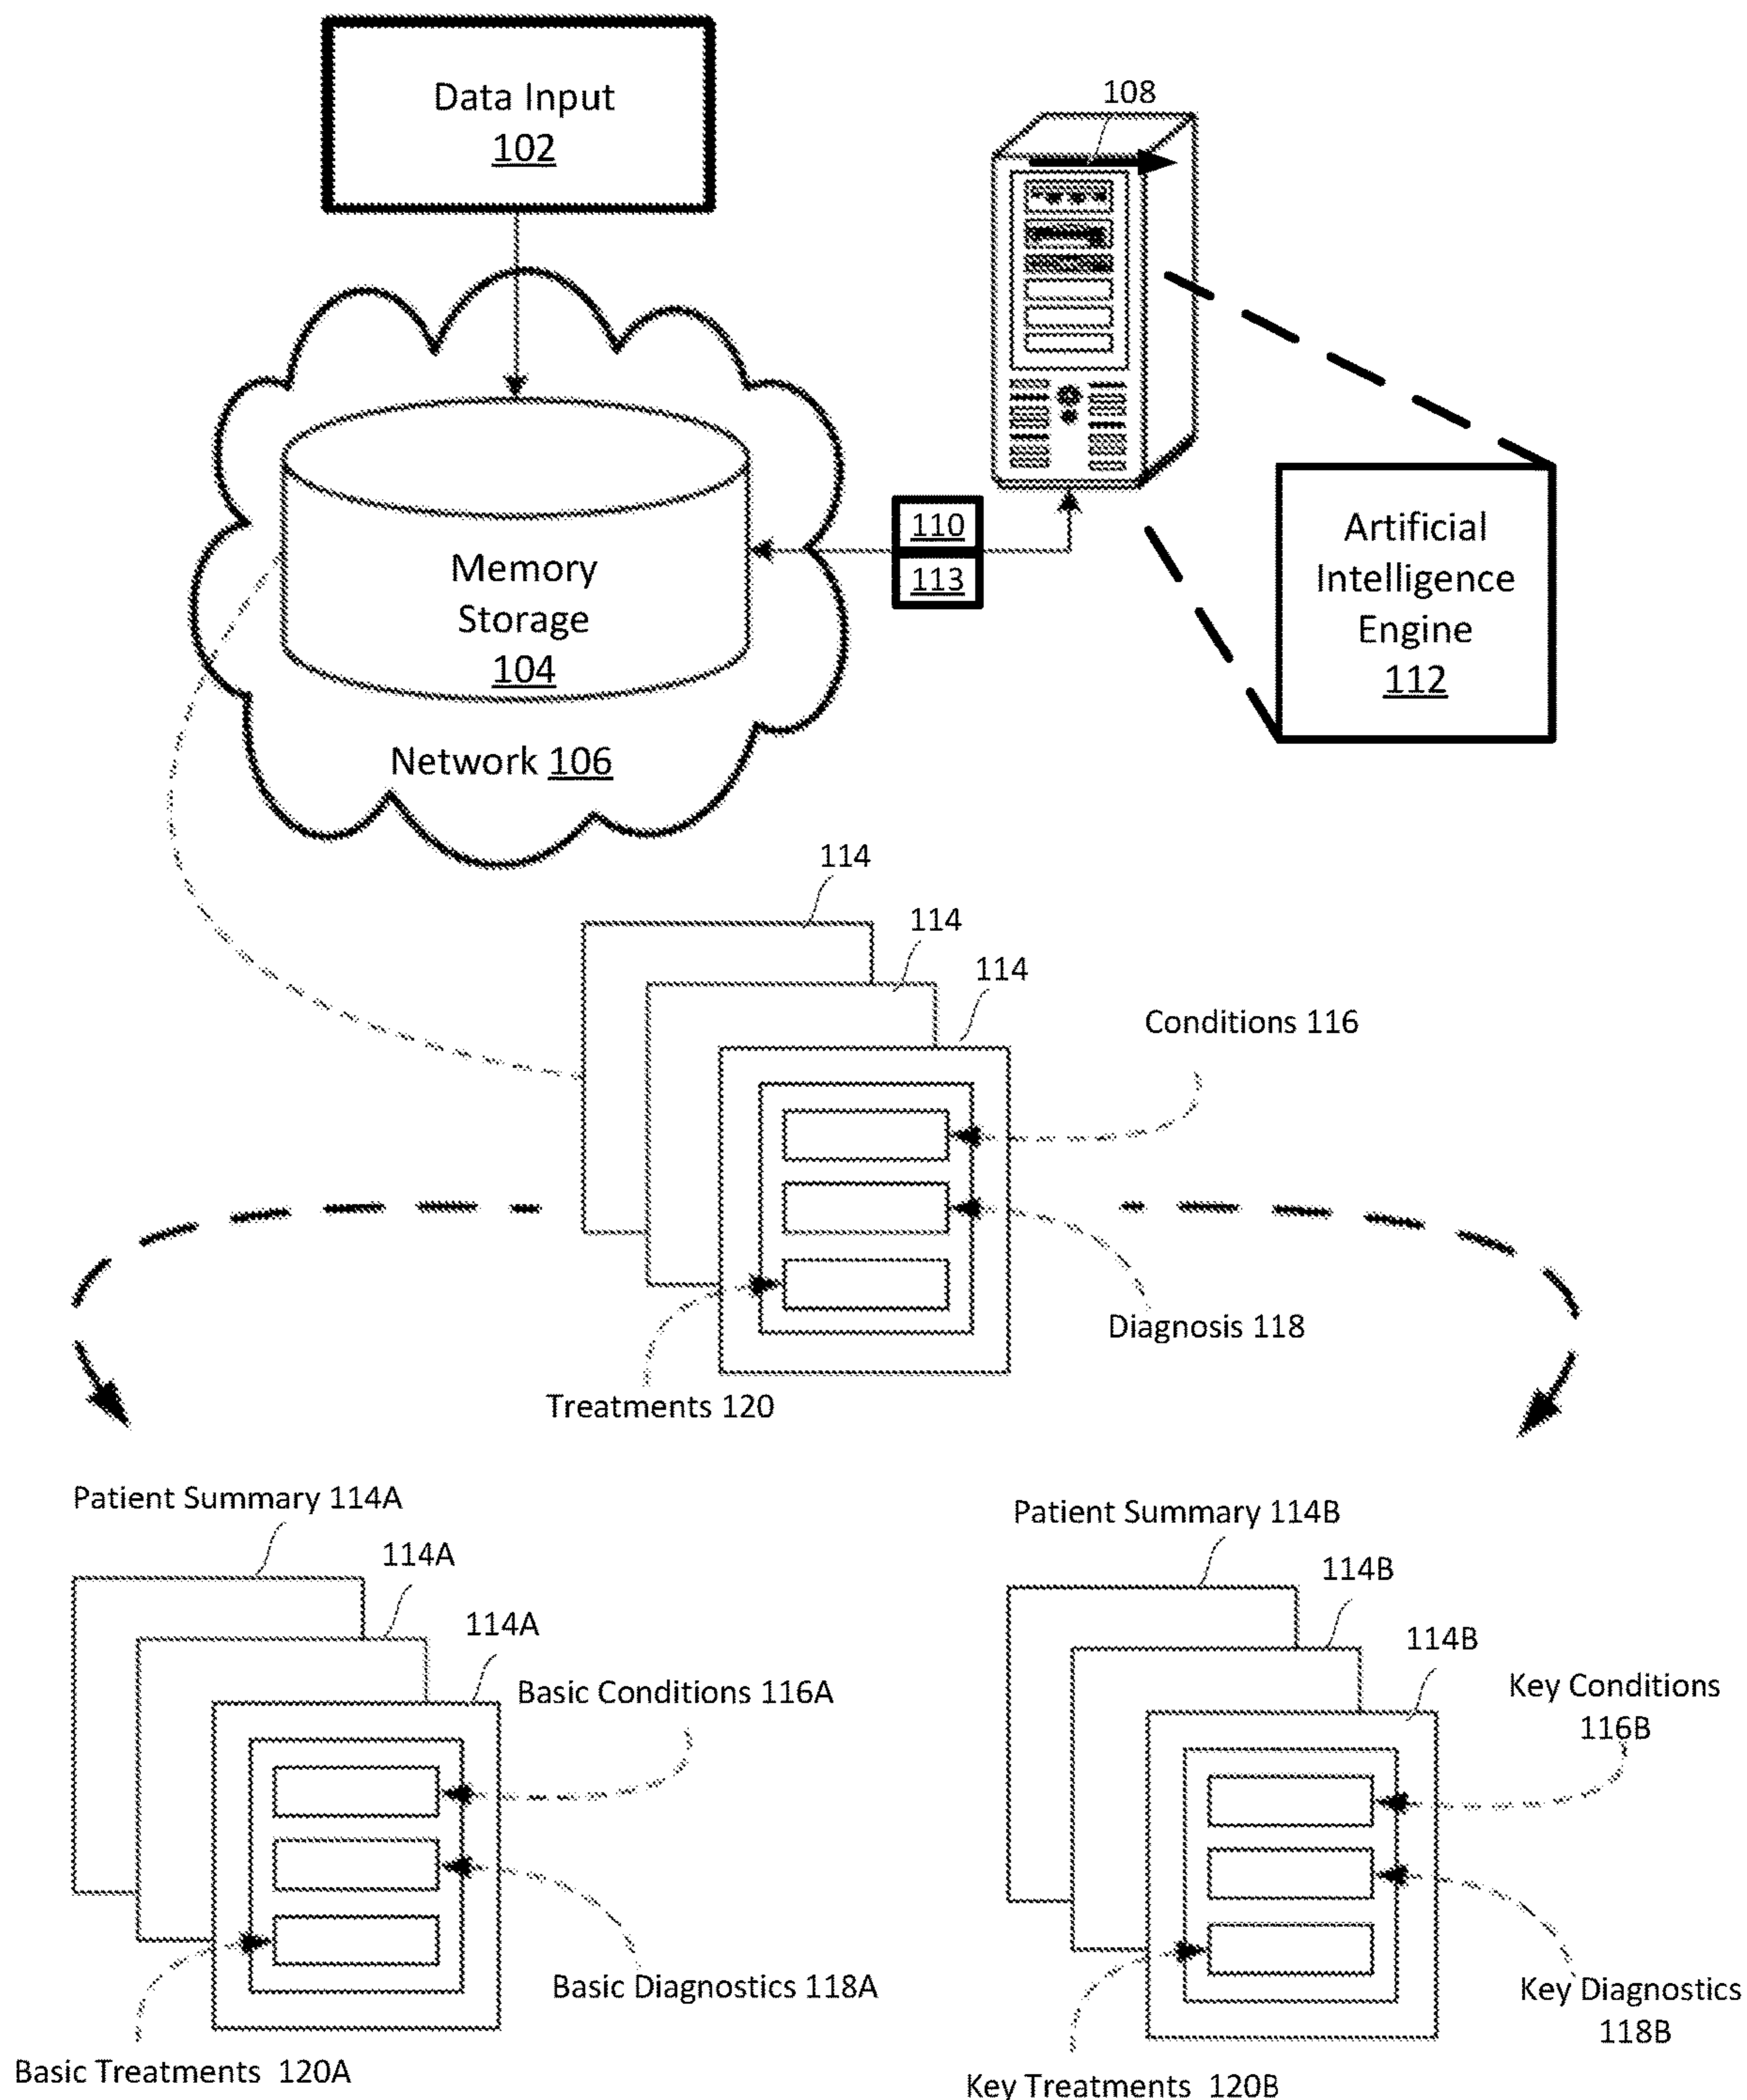 Data Input
102
108
110
113
Memory
Storage
104
Artificial
Intelligence
Engine
112
Network 106
114
114
114
Conditions 116
Diagnosis 118
Treatments 120
Patient Summary 114A
114A
114A
Basic Conditions 116A
Basic Diagnostics 118A
Basic Treatments 120A
Patient Summary 114B
114B
114B
Key Conditions
116B
Key Diagnostics
118B
Key Treatments 120B